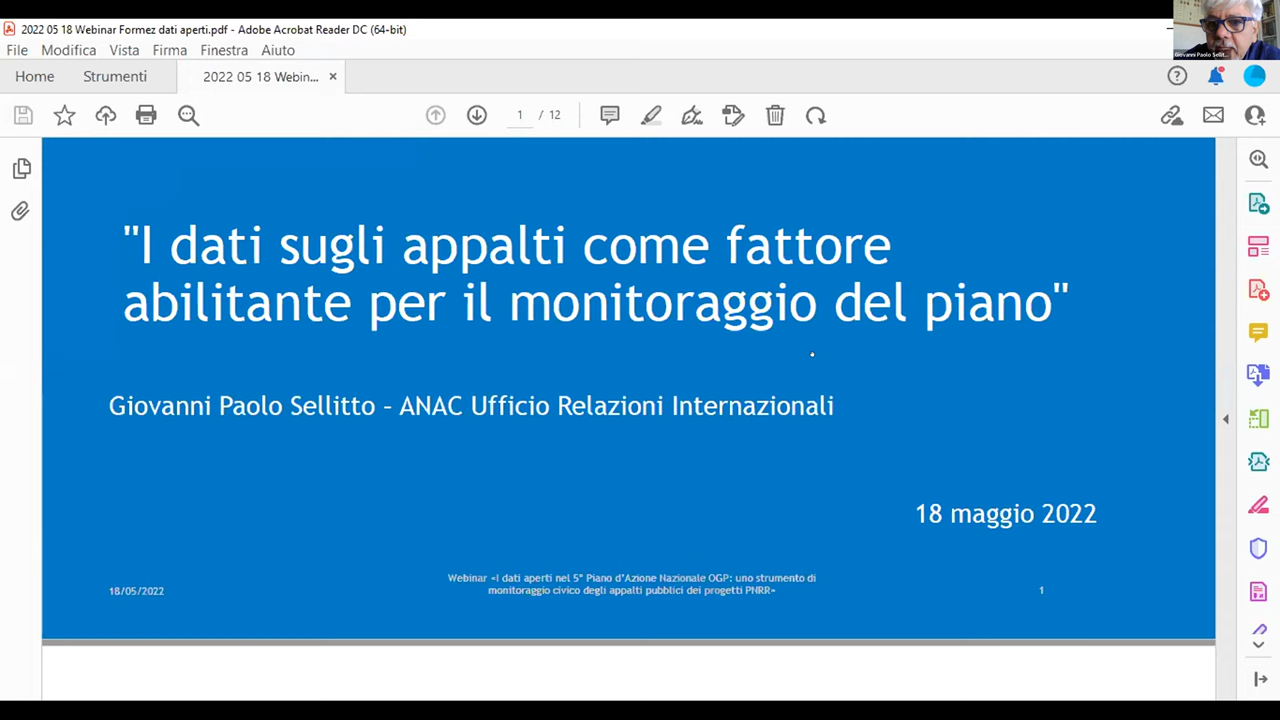 2022 05 18 Webinar Formez dati aperti.pdf - Adobe Acrobat Reader DC (64-bit)
File Modifica Vista Firma Finestra Aiuto
Home Strumenti 2022 05 18 Webin... ×
1 / 12
Giovanni Paolo Sellit...
"I dati sugli appalti come fattore
abilitante per il monitoraggio del piano"
Giovanni Paolo Sellitto – ANAC Ufficio Relazioni Internazionali
18 maggio 2022
18/05/2022
Webinar «I dati aperti nel 5° Piano d'Azione Nazionale OGP: uno strumento di
monitoraggio civico degli appalti pubblici dei progetti PNRR»
1